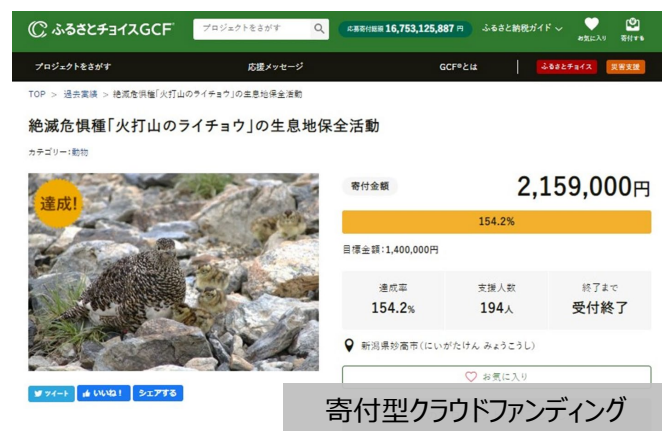 ふるさとチョイスGCF®
プロジェクトをさがす
応募寄付総額 16,753,125,887 円
ふるさと納税ガイド
お気に入り
寄付する
プロジェクトをさがす
応援メッセージ
GCF®とは
ふるさとチョイス
災害支援
TOP > 過去実績 > 絶滅危惧種「火打山のライチョウ」の生息地保全活動
絶滅危惧種「火打山のライチョウ」の生息地保全活動
カテゴリー:動物
達成!
寄付金額
2,159,000円
154.2%
目標金額:1,400,000円
達成率
支援人数
終了まで
154.2%
194人
受付終了
新潟県妙高市(にいがたけん みょうこうし)
お気に入り
ツイート
いいね!
シェアする
寄付型クラウドファンディング